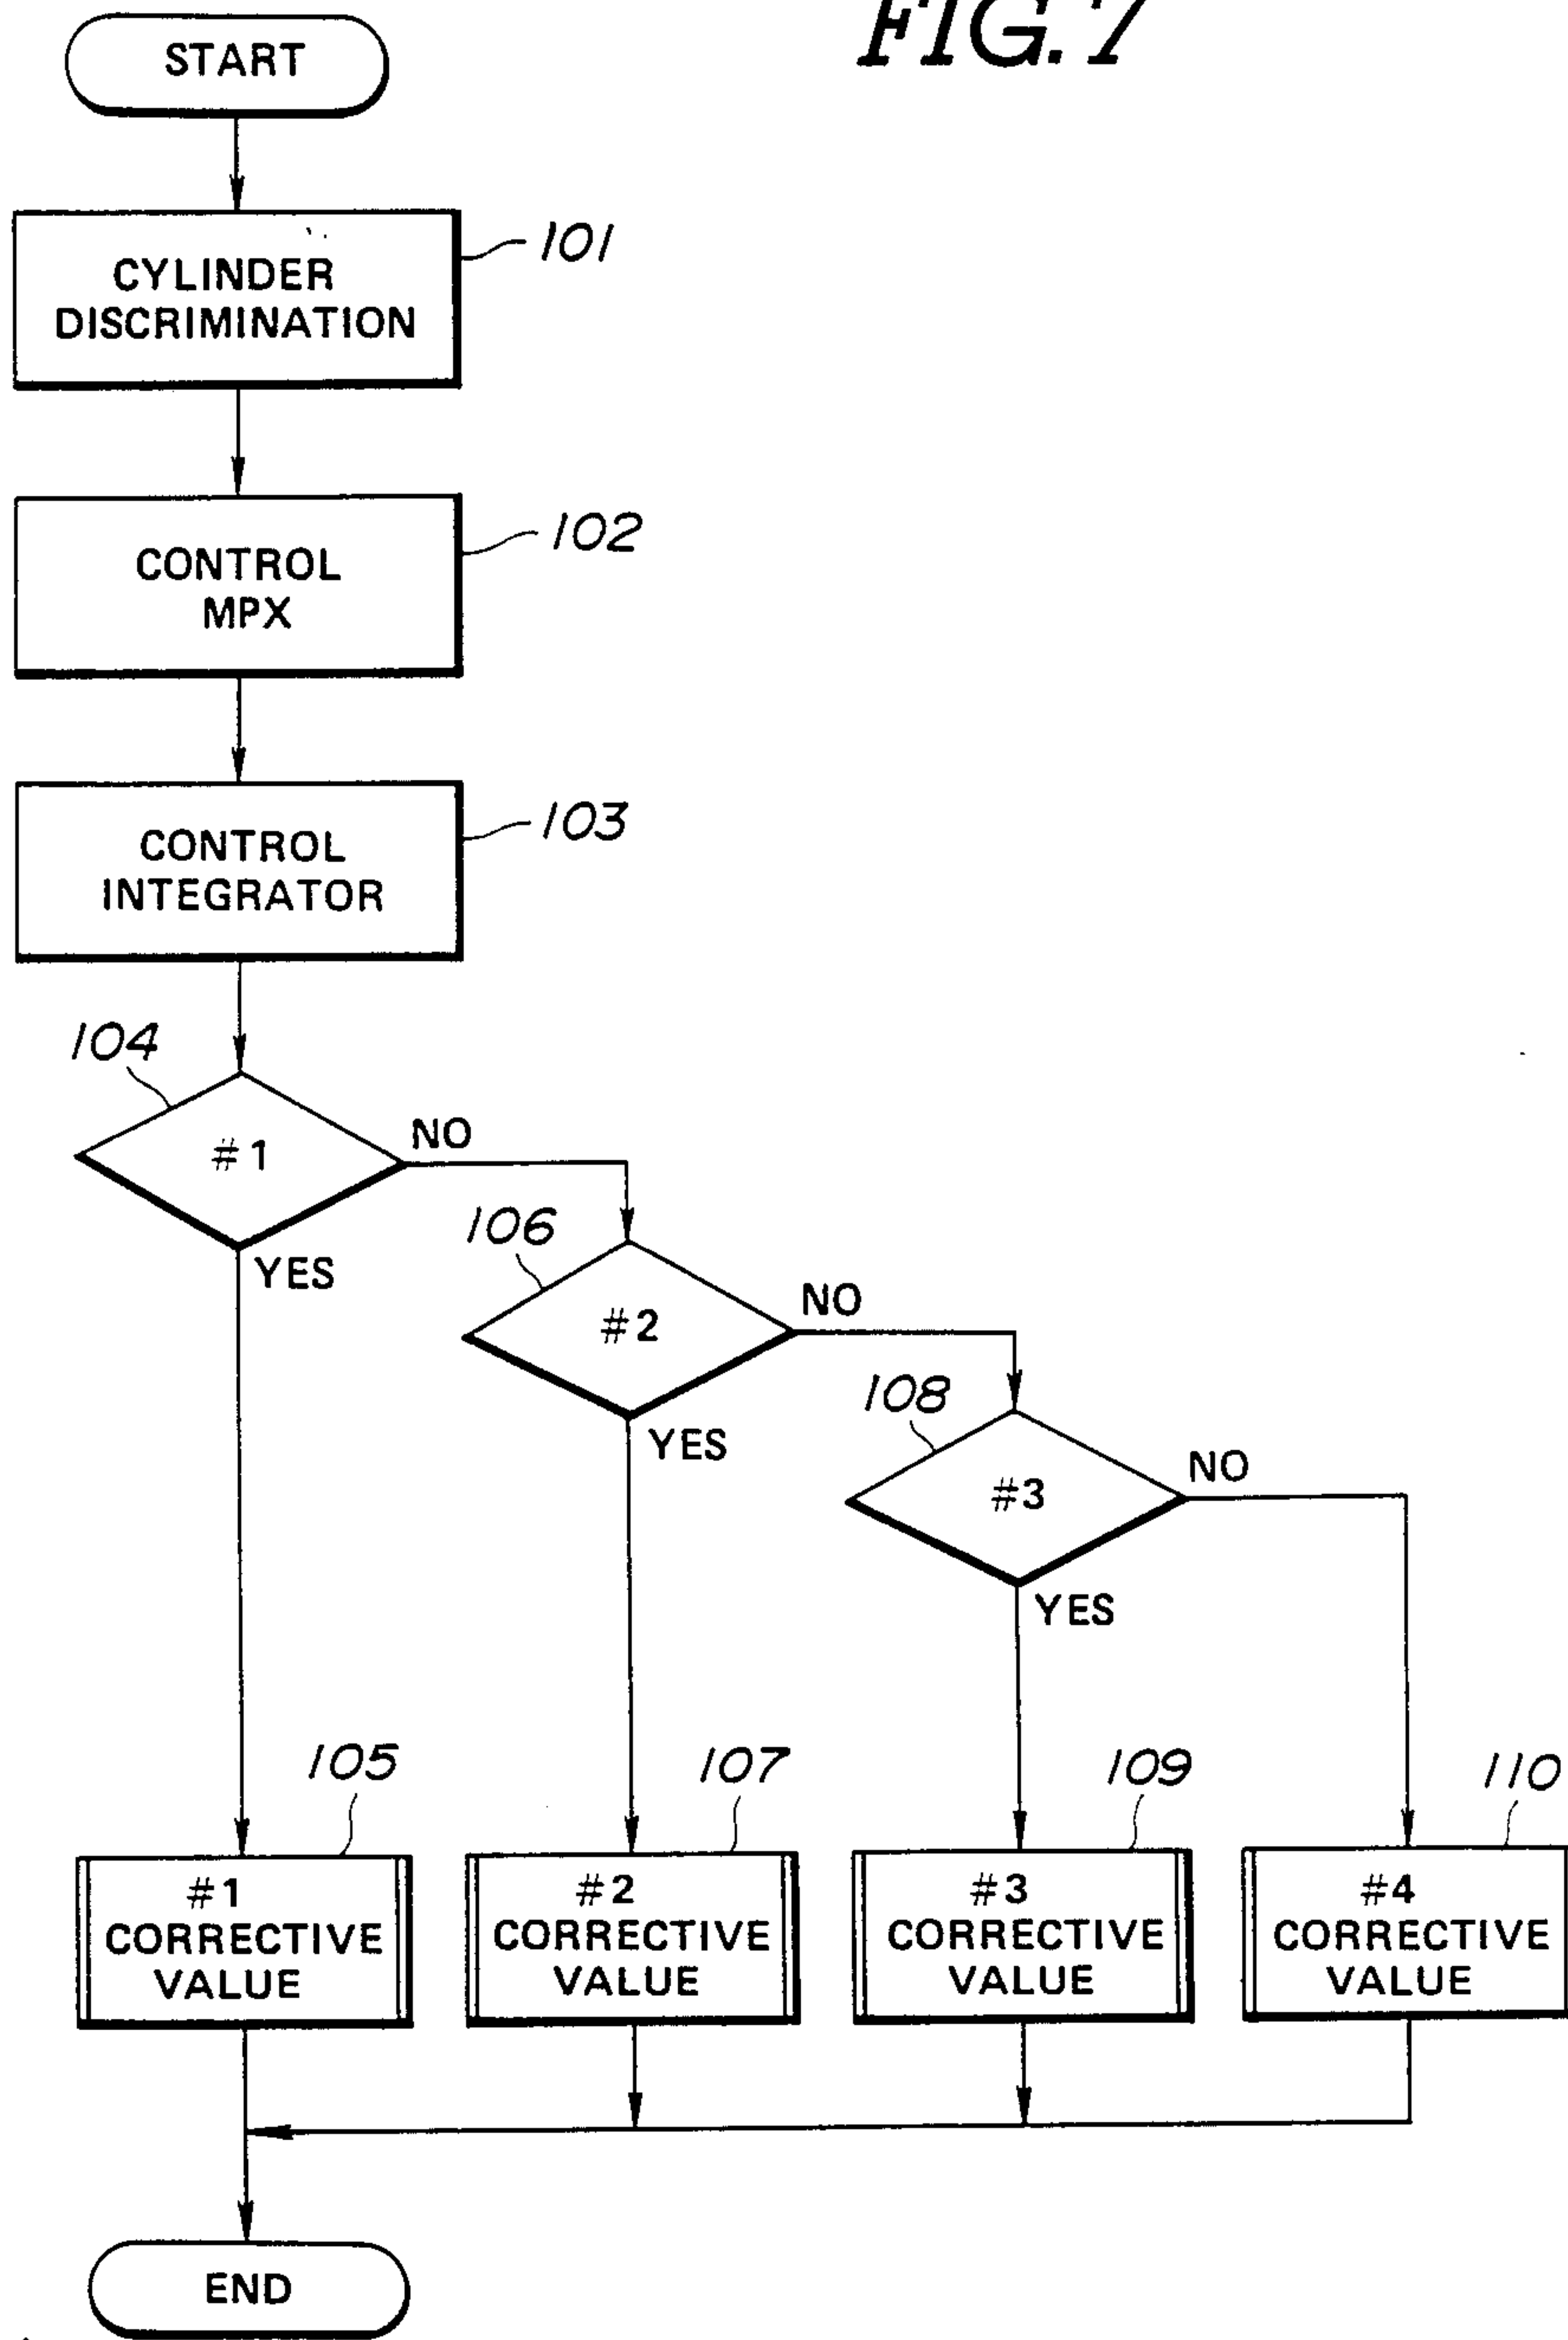 FIG. 7
START
101
CYLINDER
DISCRIMINATION
102
CONTROL
MPX
103
CONTROL
INTEGRATOR
104
#1
NO
YES
106
#2
NO
YES
108
#3
NO
YES
105
#1
CORRECTIVE
VALUE
107
#2
CORRECTIVE
VALUE
109
#3
CORRECTIVE
VALUE
110
#4
CORRECTIVE
VALUE
END